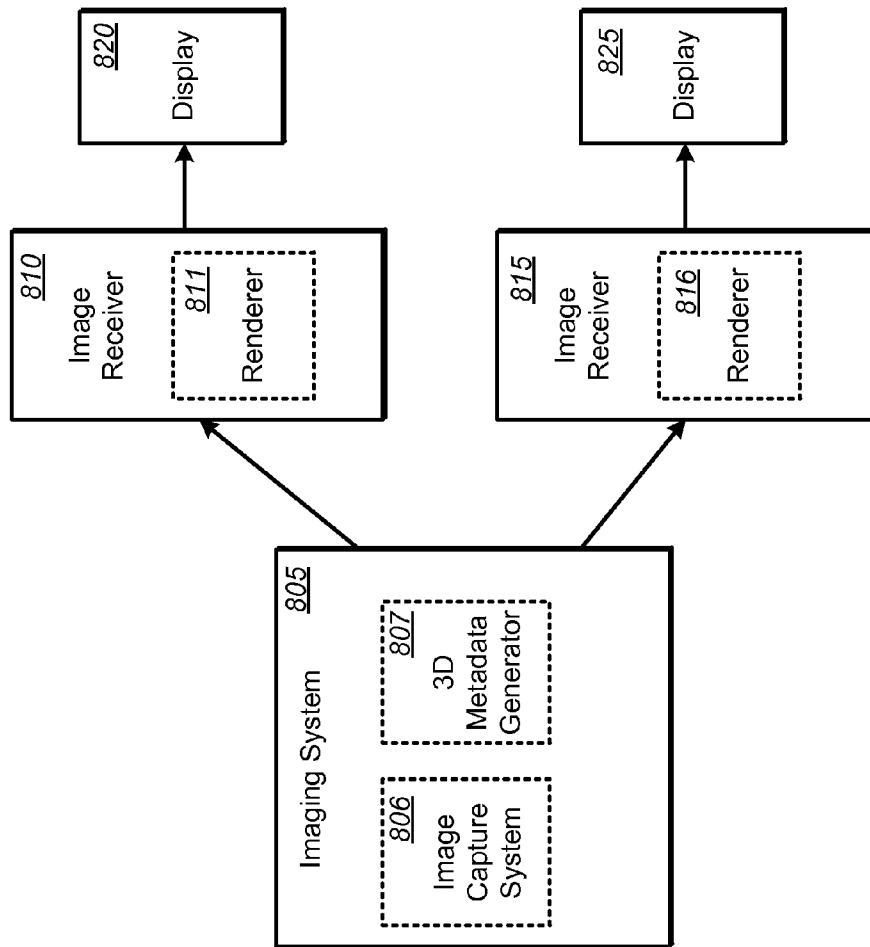 Imaging System
805
806
Image
Capture
System
807
3D
Metadata
Generator
810
Image
Receiver
811
Renderer
820
Display
815
Image
Receiver
816
Renderer
825
Display